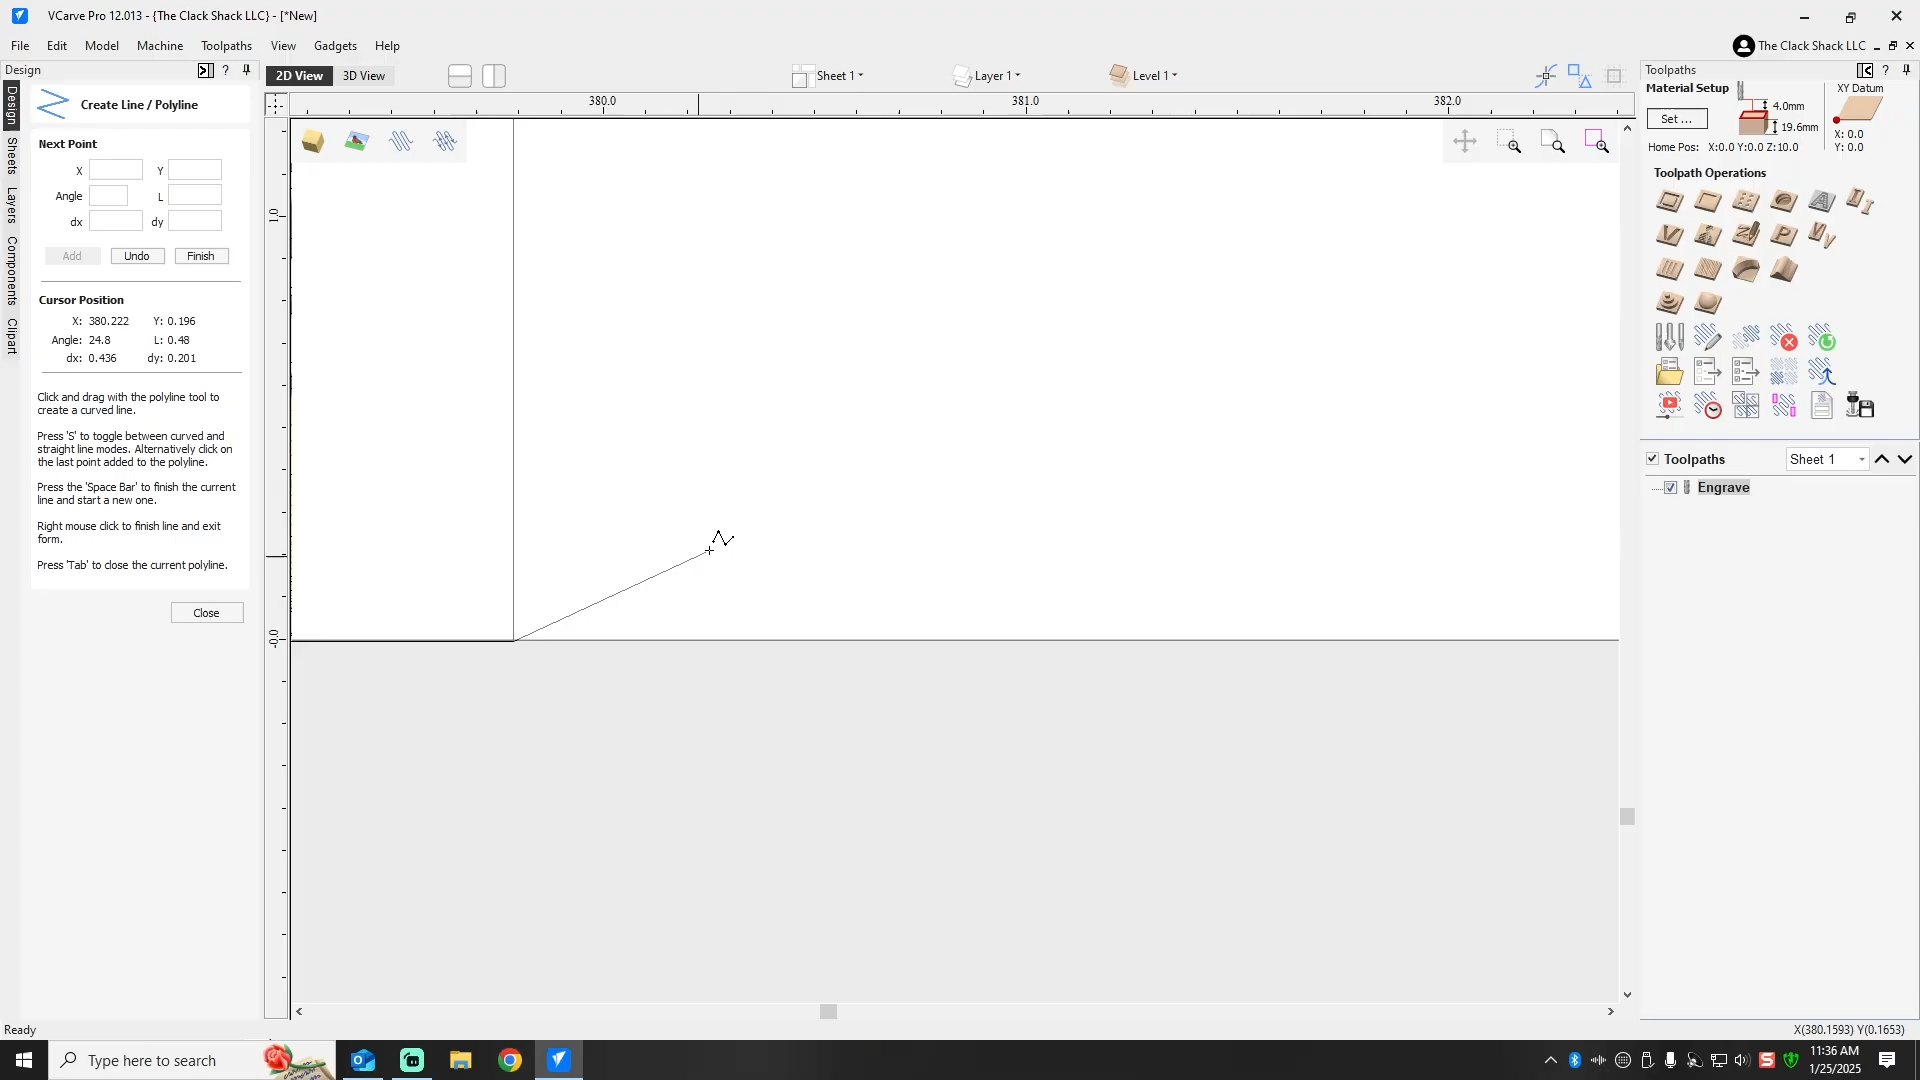 VCarve Pro 12.013 - {The Clack Shack LLC} - [*New]
File Edit Model Machine Toolpaths View Gadgets Help
The Clack Shack LLC
Design
?
2D View 3D View
Sheet 1
Layer 1
Level 1
Toolpaths
?
Design
Sheets
Layers
Components
Clipart
Create Line / Polyline
Next Point
X Y
Angle L
dx dy
Add Undo Finish
Cursor Position
X: 380.222 Y: 0.196
Angle: 24.8 L: 0.48
dx: 0.436 dy: 0.201
Click and drag with the polyline tool to
create a curved line.
Press 'S' to toggle between curved and
straight line modes. Alternatively click on
the last point added to the polyline.
Press the 'Space Bar' to finish the current
line and start a new one.
Right mouse click to finish line and exit
form.
Press 'Tab' to close the current polyline.
Close
380.0 381.0 382.0
1.0
-0.0
Material Setup
Set ...
4.0mm
19.6mm
XY Datum
X: 0.0
Y: 0.0
Home Pos: X:0.0 Y:0.0 Z:10.0
Toolpath Operations
Toolpaths
Sheet 1
Engrave
Ready
X(380.1593) Y(0.1653)
Type here to search
11:36 AM
1/25/2025